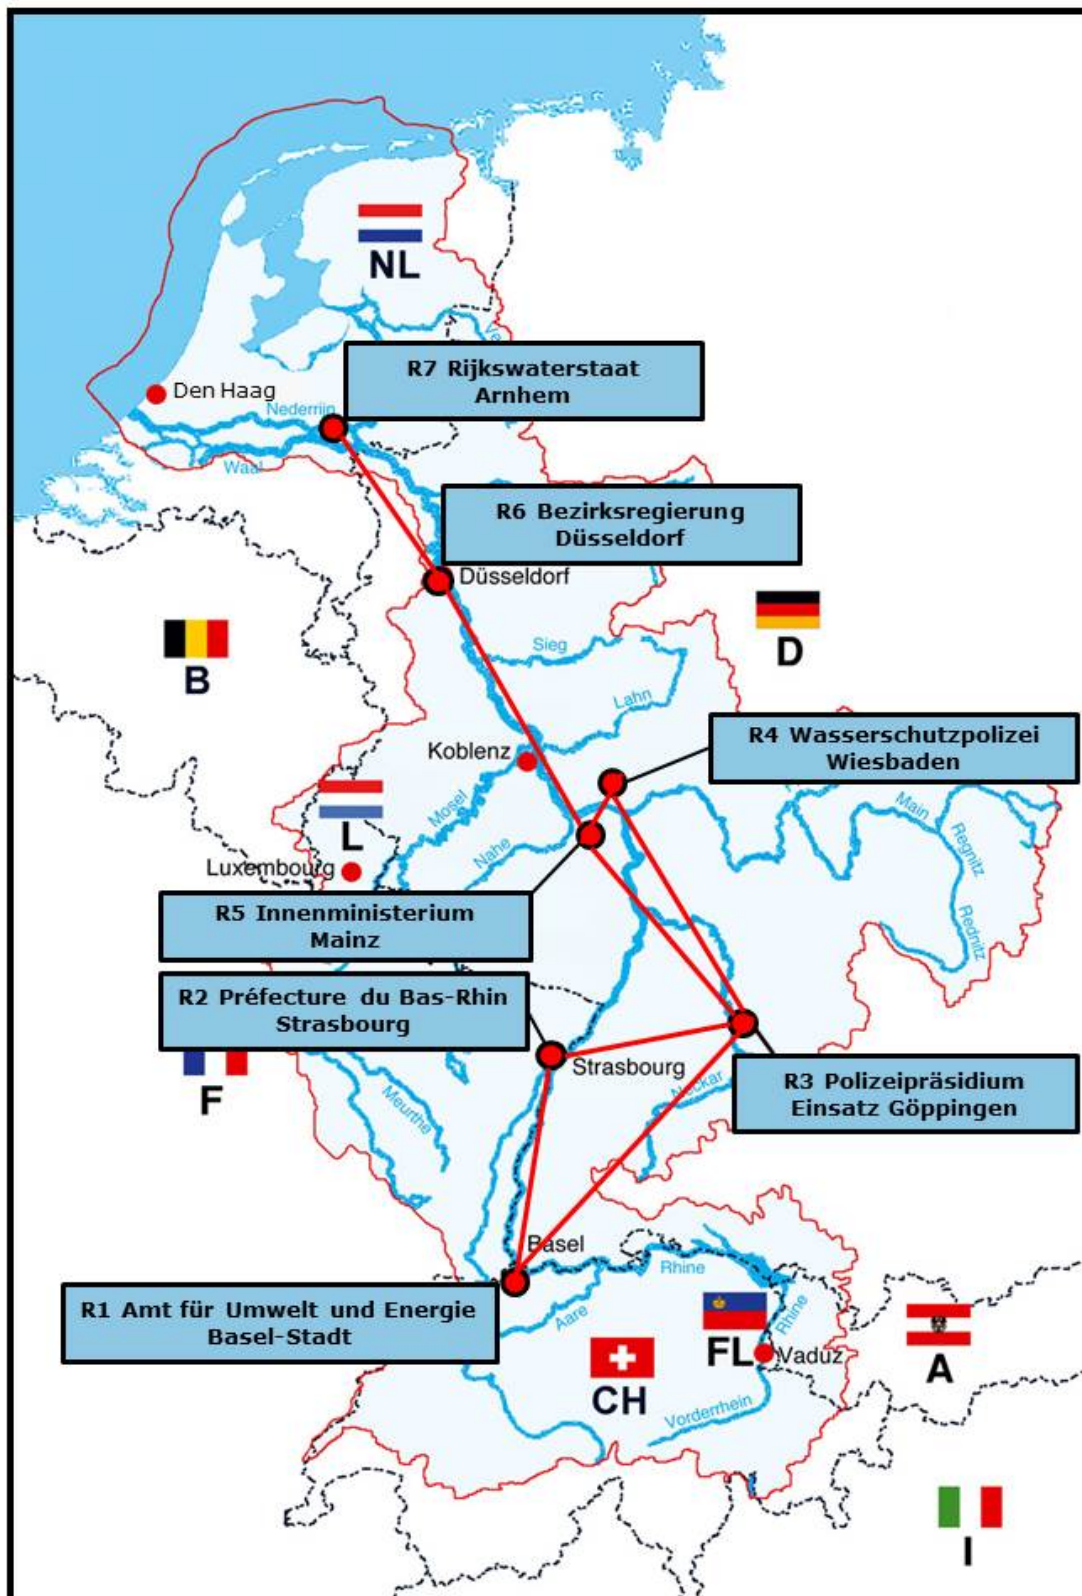 NL
Ve
R7 Rijkswaterstaat
Arnhem
Den Haag
Nederrijn
Waal
R6 Bezirksregierung
Düsseldorf
Düsseldorf
B
D
Sieg
Lahn
R4 Wasserschutzpolizei
Wiesbaden
Koblenz
Mosel
L
Nahe
Main
Regnitz
Luxembourg
R5 Innenministerium
Mainz
Rednitz
R2 Préfecture du Bas-Rhin
Strasbourg
F
Strasbourg
Meurthe
Neckar
R3 Polizeipräsidium
Einsatz Göppingen
Basel
Rhine
R1 Amt für Umwelt und Energie
Basel-Stadt
Aare
Rhine
FL
Vaduz
A
CH
Vorderrhein
I